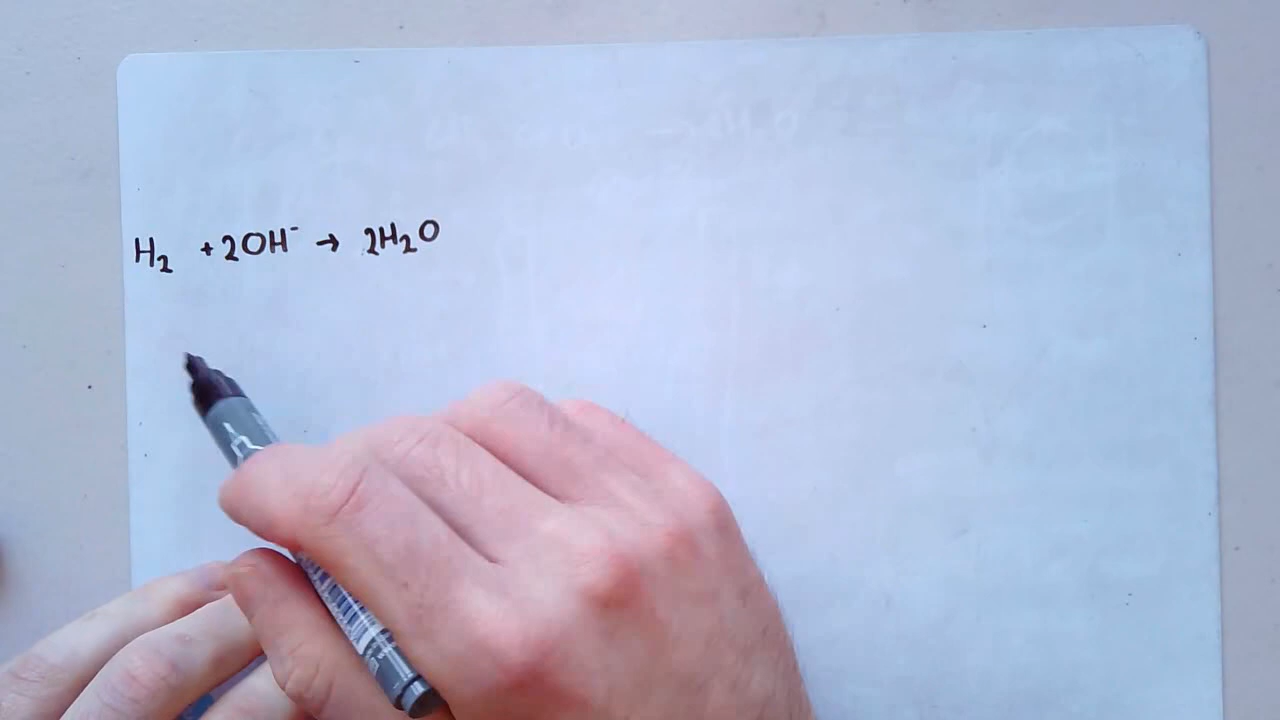 H₂ + 2OH⁻ → 2H₂O